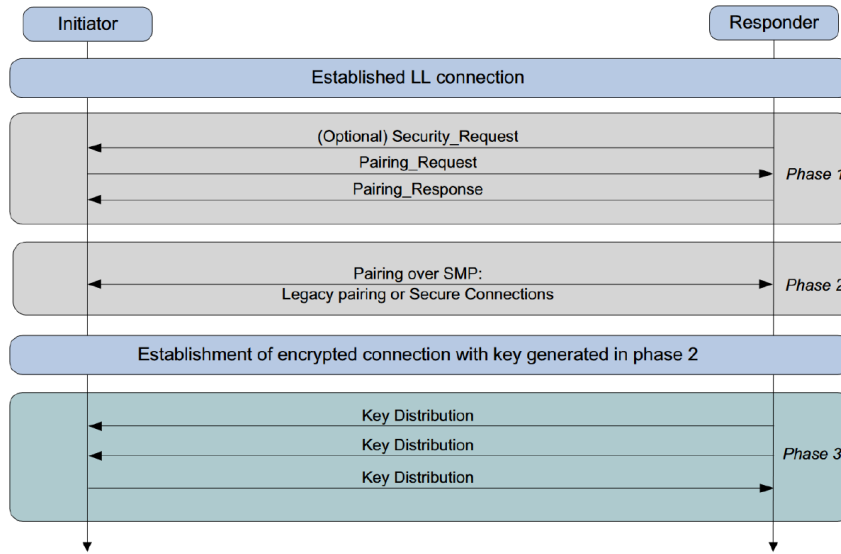 Initiator
Responder
Established LL connection
(Optional) Security_Request
Pairing_Request
Pairing_Response
Phase 1
Pairing over SMP:
Legacy pairing or Secure Connections
Phase 2
Establishment of encrypted connection with key generated in phase 2
Key Distribution
Key Distribution
Phase 3
Key Distribution